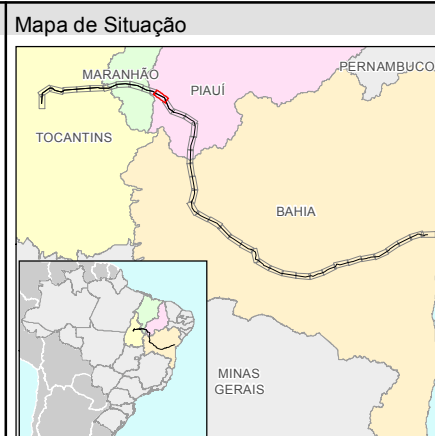 Mapa de Situação
MARANHÃO
PERNAMBUCO
PIAUÍ
TOCANTINS
BAHIA
MINAS
GERAIS